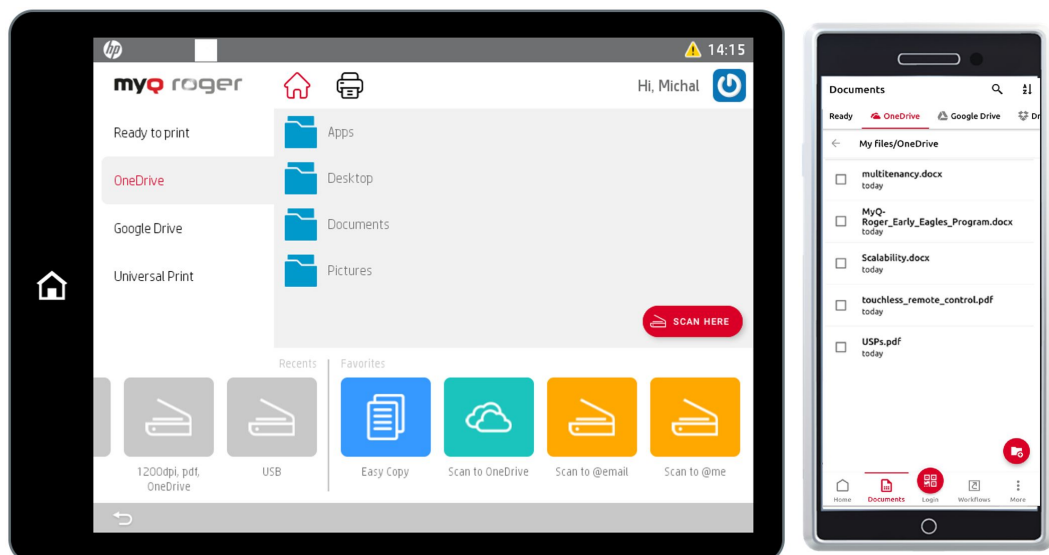 hp
14:15
myQ roger
Hi, Michal
Ready to print
OneDrive
Google Drive
Universal Print
Apps
Desktop
Documents
Pictures
SCAN HERE
Recents
Favorites
1200dpi, pdf,
OneDrive
USB
Easy Copy
Scan to OneDrive
Scan to @email
Scan to @me
Documents
Ready
OneDrive
Google Drive
Dr
My files/OneDrive
multitenancy.docx
today
MyQ-
Roger_Early_Eagles_Program.docx
today
Scalability.docx
today
touchless_remote_control.pdf
today
USPs.pdf
today
Home
Documents
Login
Workflows
More